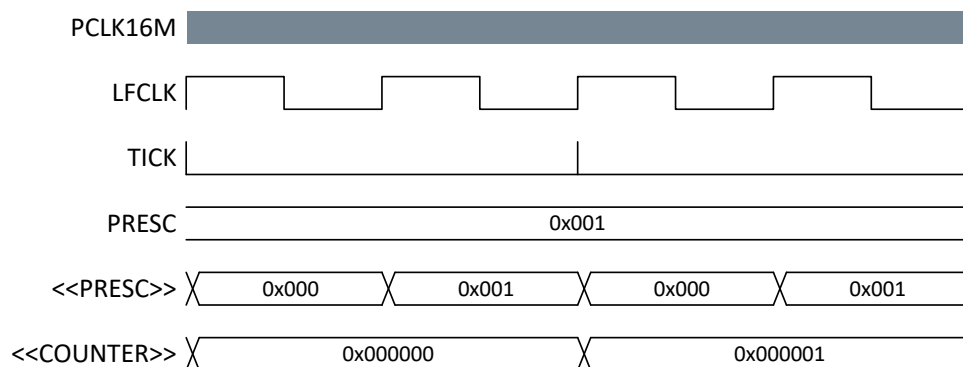 PCLK16M
LFCLK
TICK
PRESC 0x001
<<PRESC>> 0x000 0x001 0x000 0x001
<<COUNTER>> 0x000000 0x000001